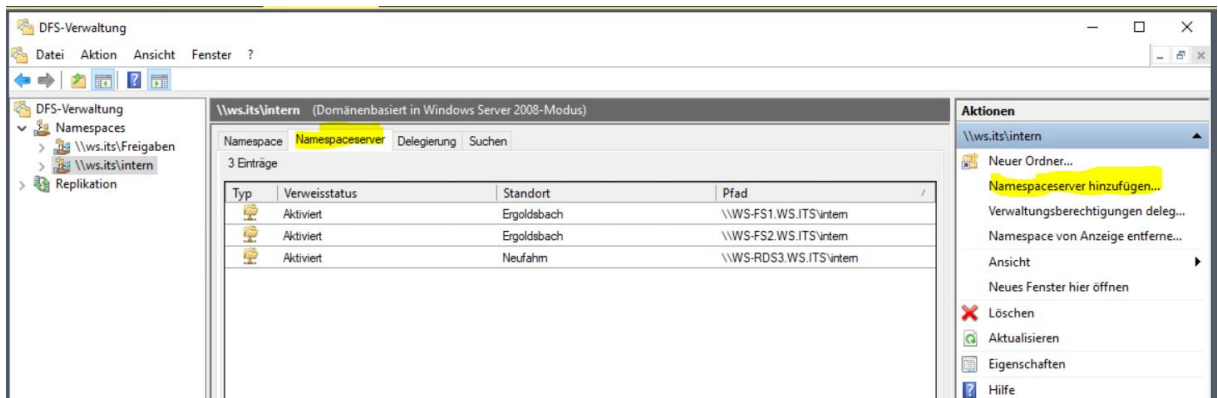 DFS-Verwaltung
Datei Aktion Ansicht Fenster ?
DFS-Verwaltung
Namespaces
\\ws.its\Freigaben
\\ws.its\intern
Replikation
\\ws.its\intern (Domänenbasiert in Windows Server 2008-Modus)
Namespace Namespaceserver Delegierung Suchen
3 Einträge
Typ Verweisstatus Standort Pfad
Aktiviert Ergoldsbach \\WS-FS1.WS.ITS\intern
Aktiviert Ergoldsbach \\WS-FS2.WS.ITS\intern
Aktiviert Neufahrn \\WS-RDS3.WS.ITS\intern
Aktionen
\\ws.its\intern
Neuer Ordner...
Namespaceserver hinzufügen...
Verwaltungsberechtigungen deleg...
Namespace von Anzeige entferne...
Ansicht
Neues Fenster hier öffnen
Löschen
Aktualisieren
Eigenschaften
Hilfe